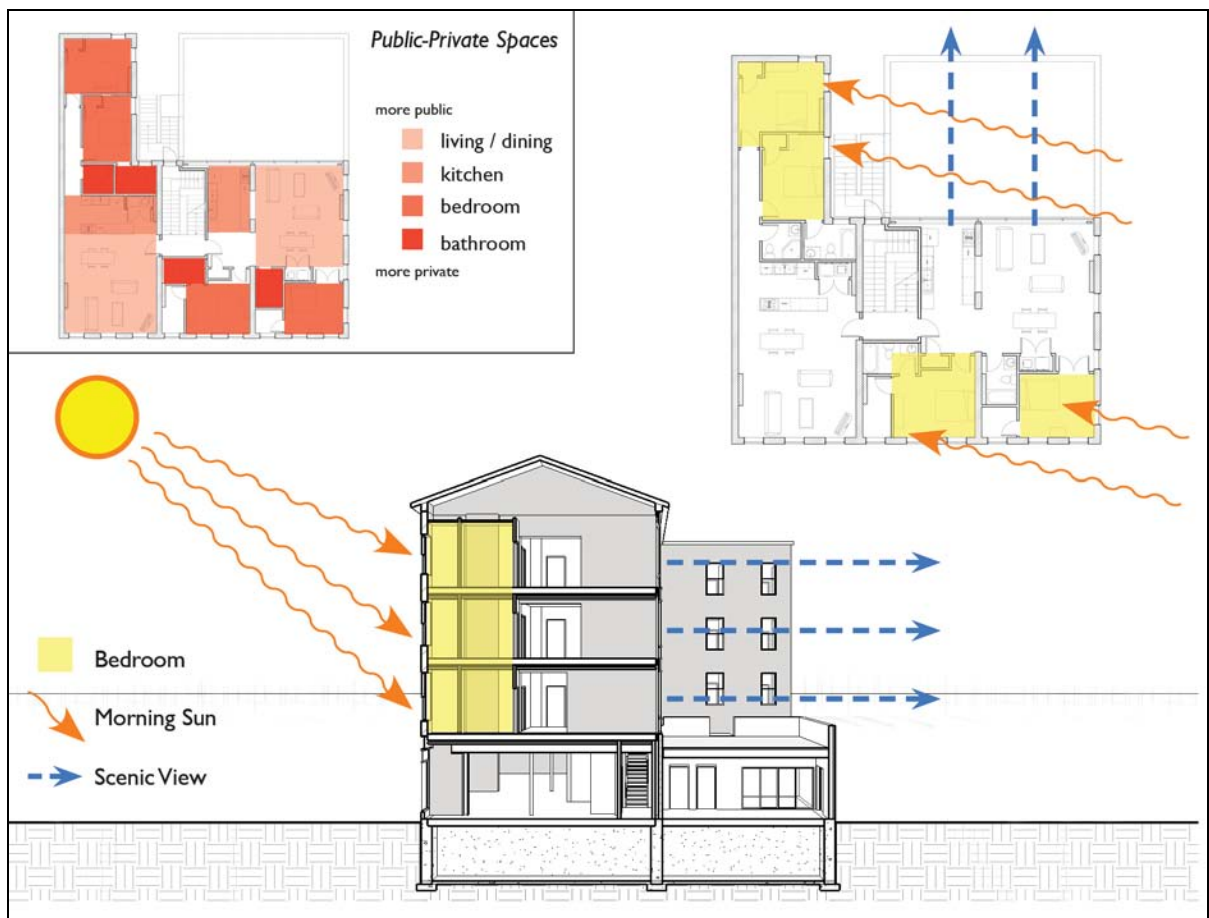 Public-Private Spaces
more public
living / dining
kitchen
bedroom
bathroom
more private
Bedroom
Morning Sun
Scenic View